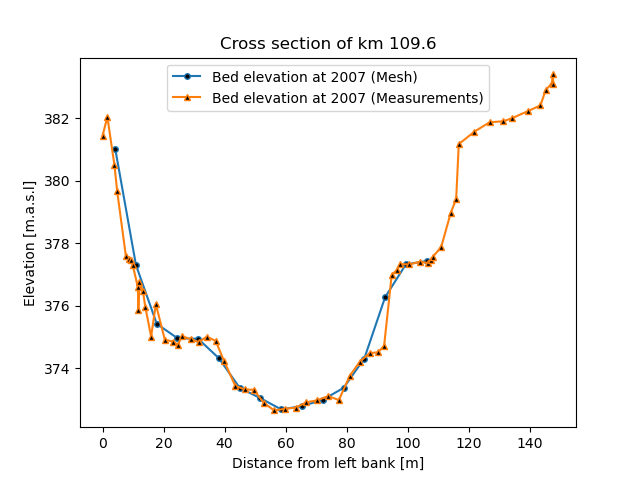 Cross section of km 109.6
Bed elevation at 2007 (Mesh)
Bed elevation at 2007 (Measurements)
Elevation [m.a.s.l]
382
380
378
376
374
0 20 40 60 80 100 120 140
Distance from left bank [m]